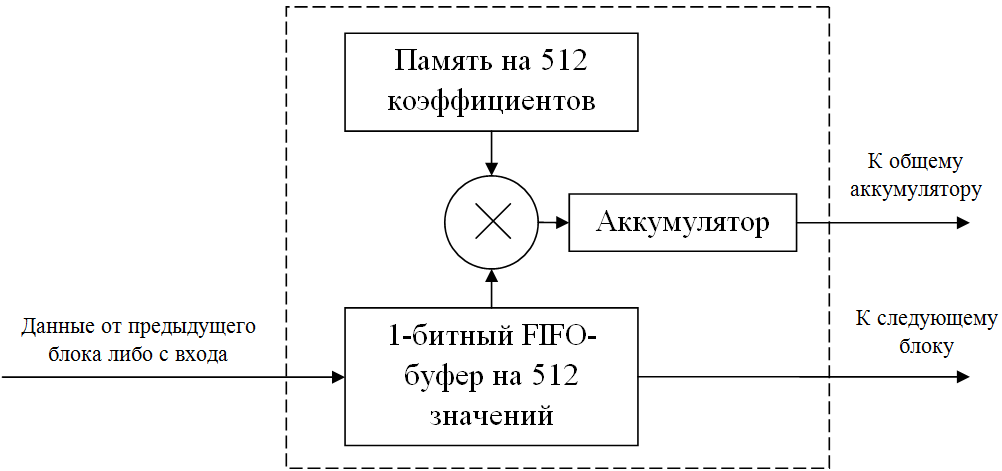 Память на 512
коэффициентов
К общему
аккумулятору
Аккумулятор
Данные от предыдущего
блока либо с входа
1-битный FIFO-
буфер на 512
значений
К следующему
блоку